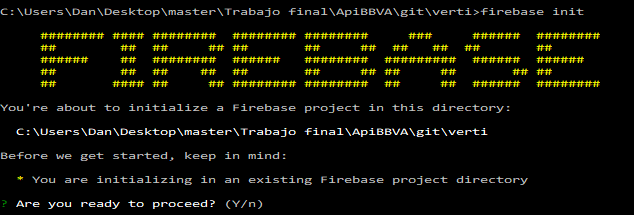 C:\Users\Dan\Desktop\master\Trabajo final\ApiBBVA\git\verti>firebase init
FIREBASE
You're about to initialize a Firebase project in this directory:
C:\Users\Dan\Desktop\master\Trabajo final\ApiBBVA\git\verti
Before we get started, keep in mind:
* You are initializing in an existing Firebase project directory
? Are you ready to proceed? (Y/n)